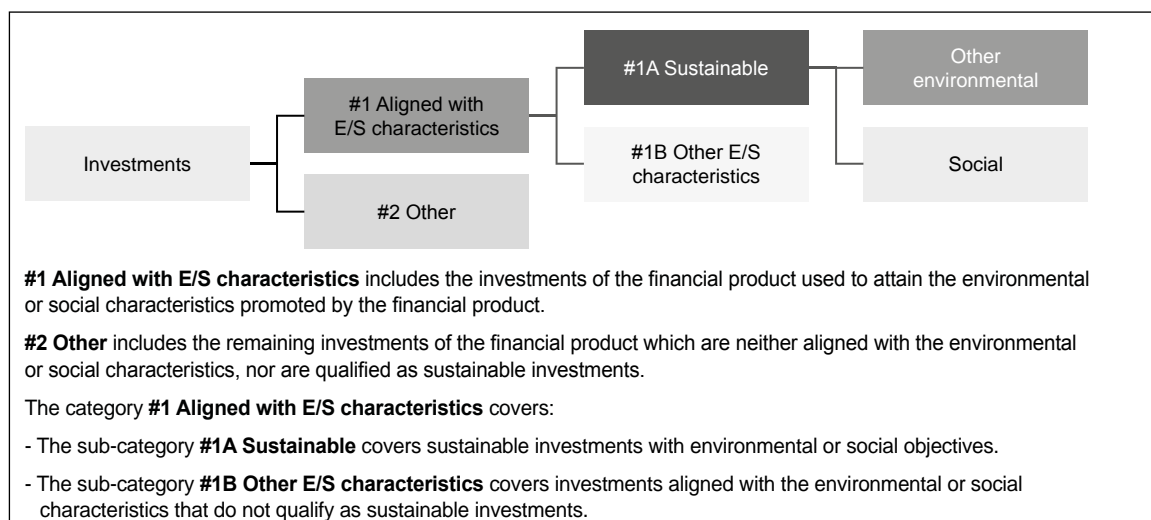 #1A Sustainable
Other
environmental
#1 Aligned with
E/S characteristics
Investments
#1B Other E/S
characteristics
Social
#2 Other
#1 Aligned with E/S characteristics includes the investments of the financial product used to attain the environmental
or social characteristics promoted by the financial product.
#2 Other includes the remaining investments of the financial product which are neither aligned with the environmental
or social characteristics, nor are qualified as sustainable investments.
The category #1 Aligned with E/S characteristics covers:
- The sub-category #1A Sustainable covers sustainable investments with environmental or social objectives.
- The sub-category #1B Other E/S characteristics covers investments aligned with the environmental or social
characteristics that do not qualify as sustainable investments.